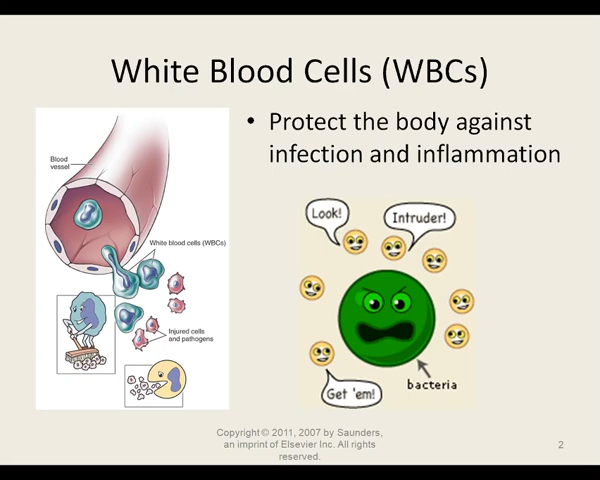 White Blood Cells (WBCs)
Blood
vessel
White blood cells (WBCs)
Injured cells
and pathogens
• Protect the body against
infection and inflammation
Look!
Intruder!
bacteria
Get 'em!
Copyright © 2011, 2007 by Saunders,
an imprint of Elsevier Inc. All rights
reserved.
2